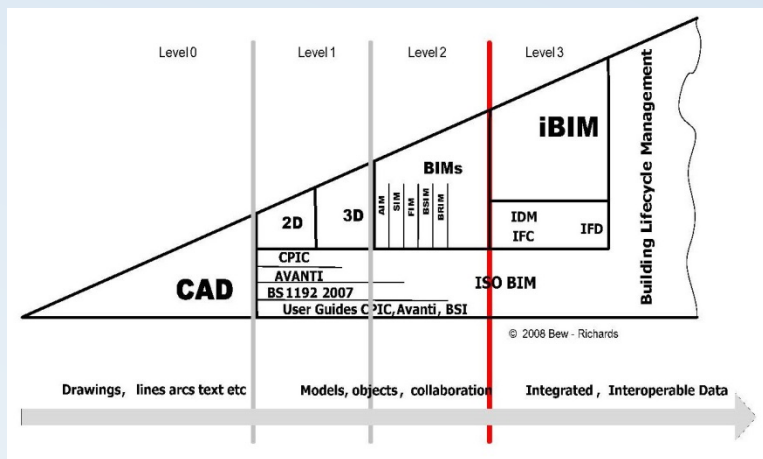 Level 0
Level 1
Level 2
Level 3
Building Lifecycle Management
iBIM
BIMs
2D
3D
AIM
SIM
FIM
BSIM
BRIM
IDM
IFC
IFD
CAD
CPIC
AVANTI
BS 1192 2007
User Guides CPIC, Avanti, BSI
ISO BIM
© 2008 Bew - Richards
Drawings, lines arcs text etc
Models, objects, collaboration
Integrated, Interoperable Data